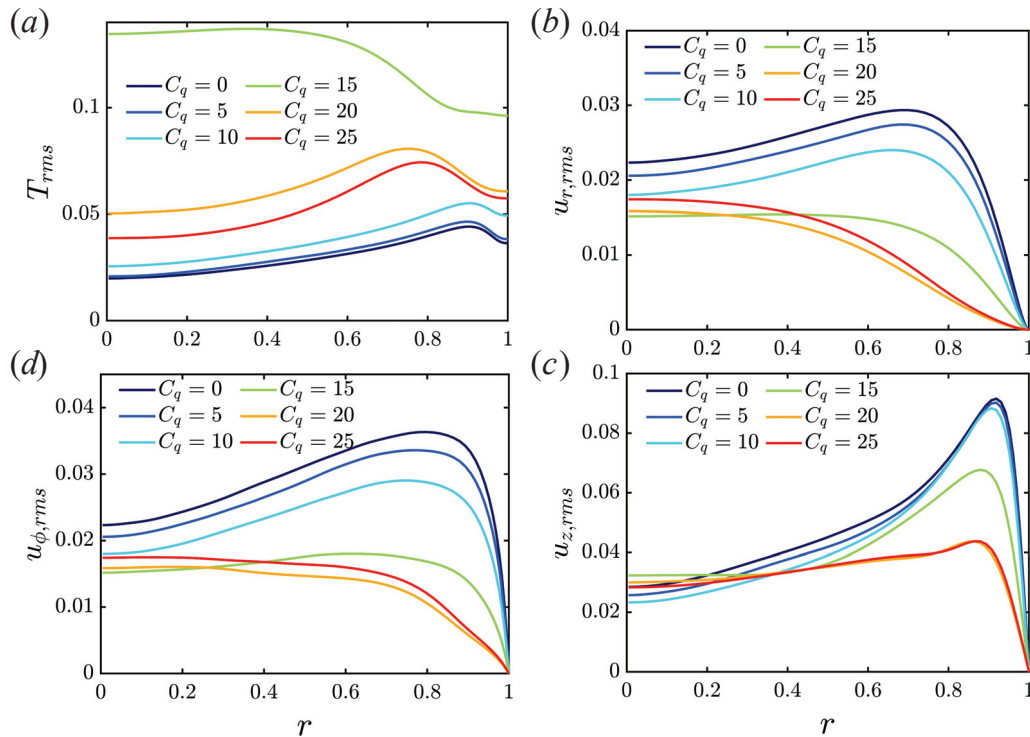 (a)
C_q = 0 C_q = 15
C_q = 5 C_q = 20
C_q = 10 C_q = 25
T_{rms}
0.1
0.05
0
0 0.2 0.4 0.6 0.8 1
(b)
0.04
C_q = 0 C_q = 15
C_q = 5 C_q = 20
C_q = 10 C_q = 25
u_{r,rms}
0.03
0.02
0.01
0
0 0.2 0.4 0.6 0.8 1
(d)
C_q = 0 C_q = 15
C_q = 5 C_q = 20
C_q = 10 C_q = 25
u_{ϕ,rms}
0.04
0.03
0.02
0.01
0
0 0.2 0.4 0.6 0.8 1
r
(c)
0.1
C_q = 0 C_q = 15
C_q = 5 C_q = 20
C_q = 10 C_q = 25
u_{z,rms}
0.08
0.06
0.04
0.02
0
0 0.2 0.4 0.6 0.8 1
r